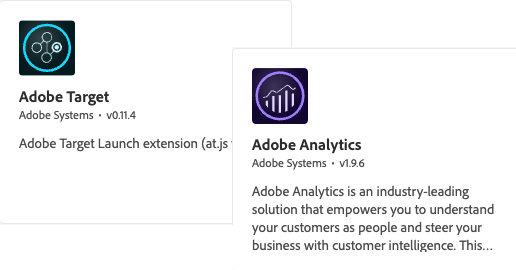 Adobe Target
Adobe Systems • v0.11.4
Adobe Target Launch extension (at.js
Adobe Analytics
Adobe Systems • v1.9.6
Adobe Analytics is an industry-leading
solution that empowers you to understand
your customers as people and steer your
business with customer intelligence. This...